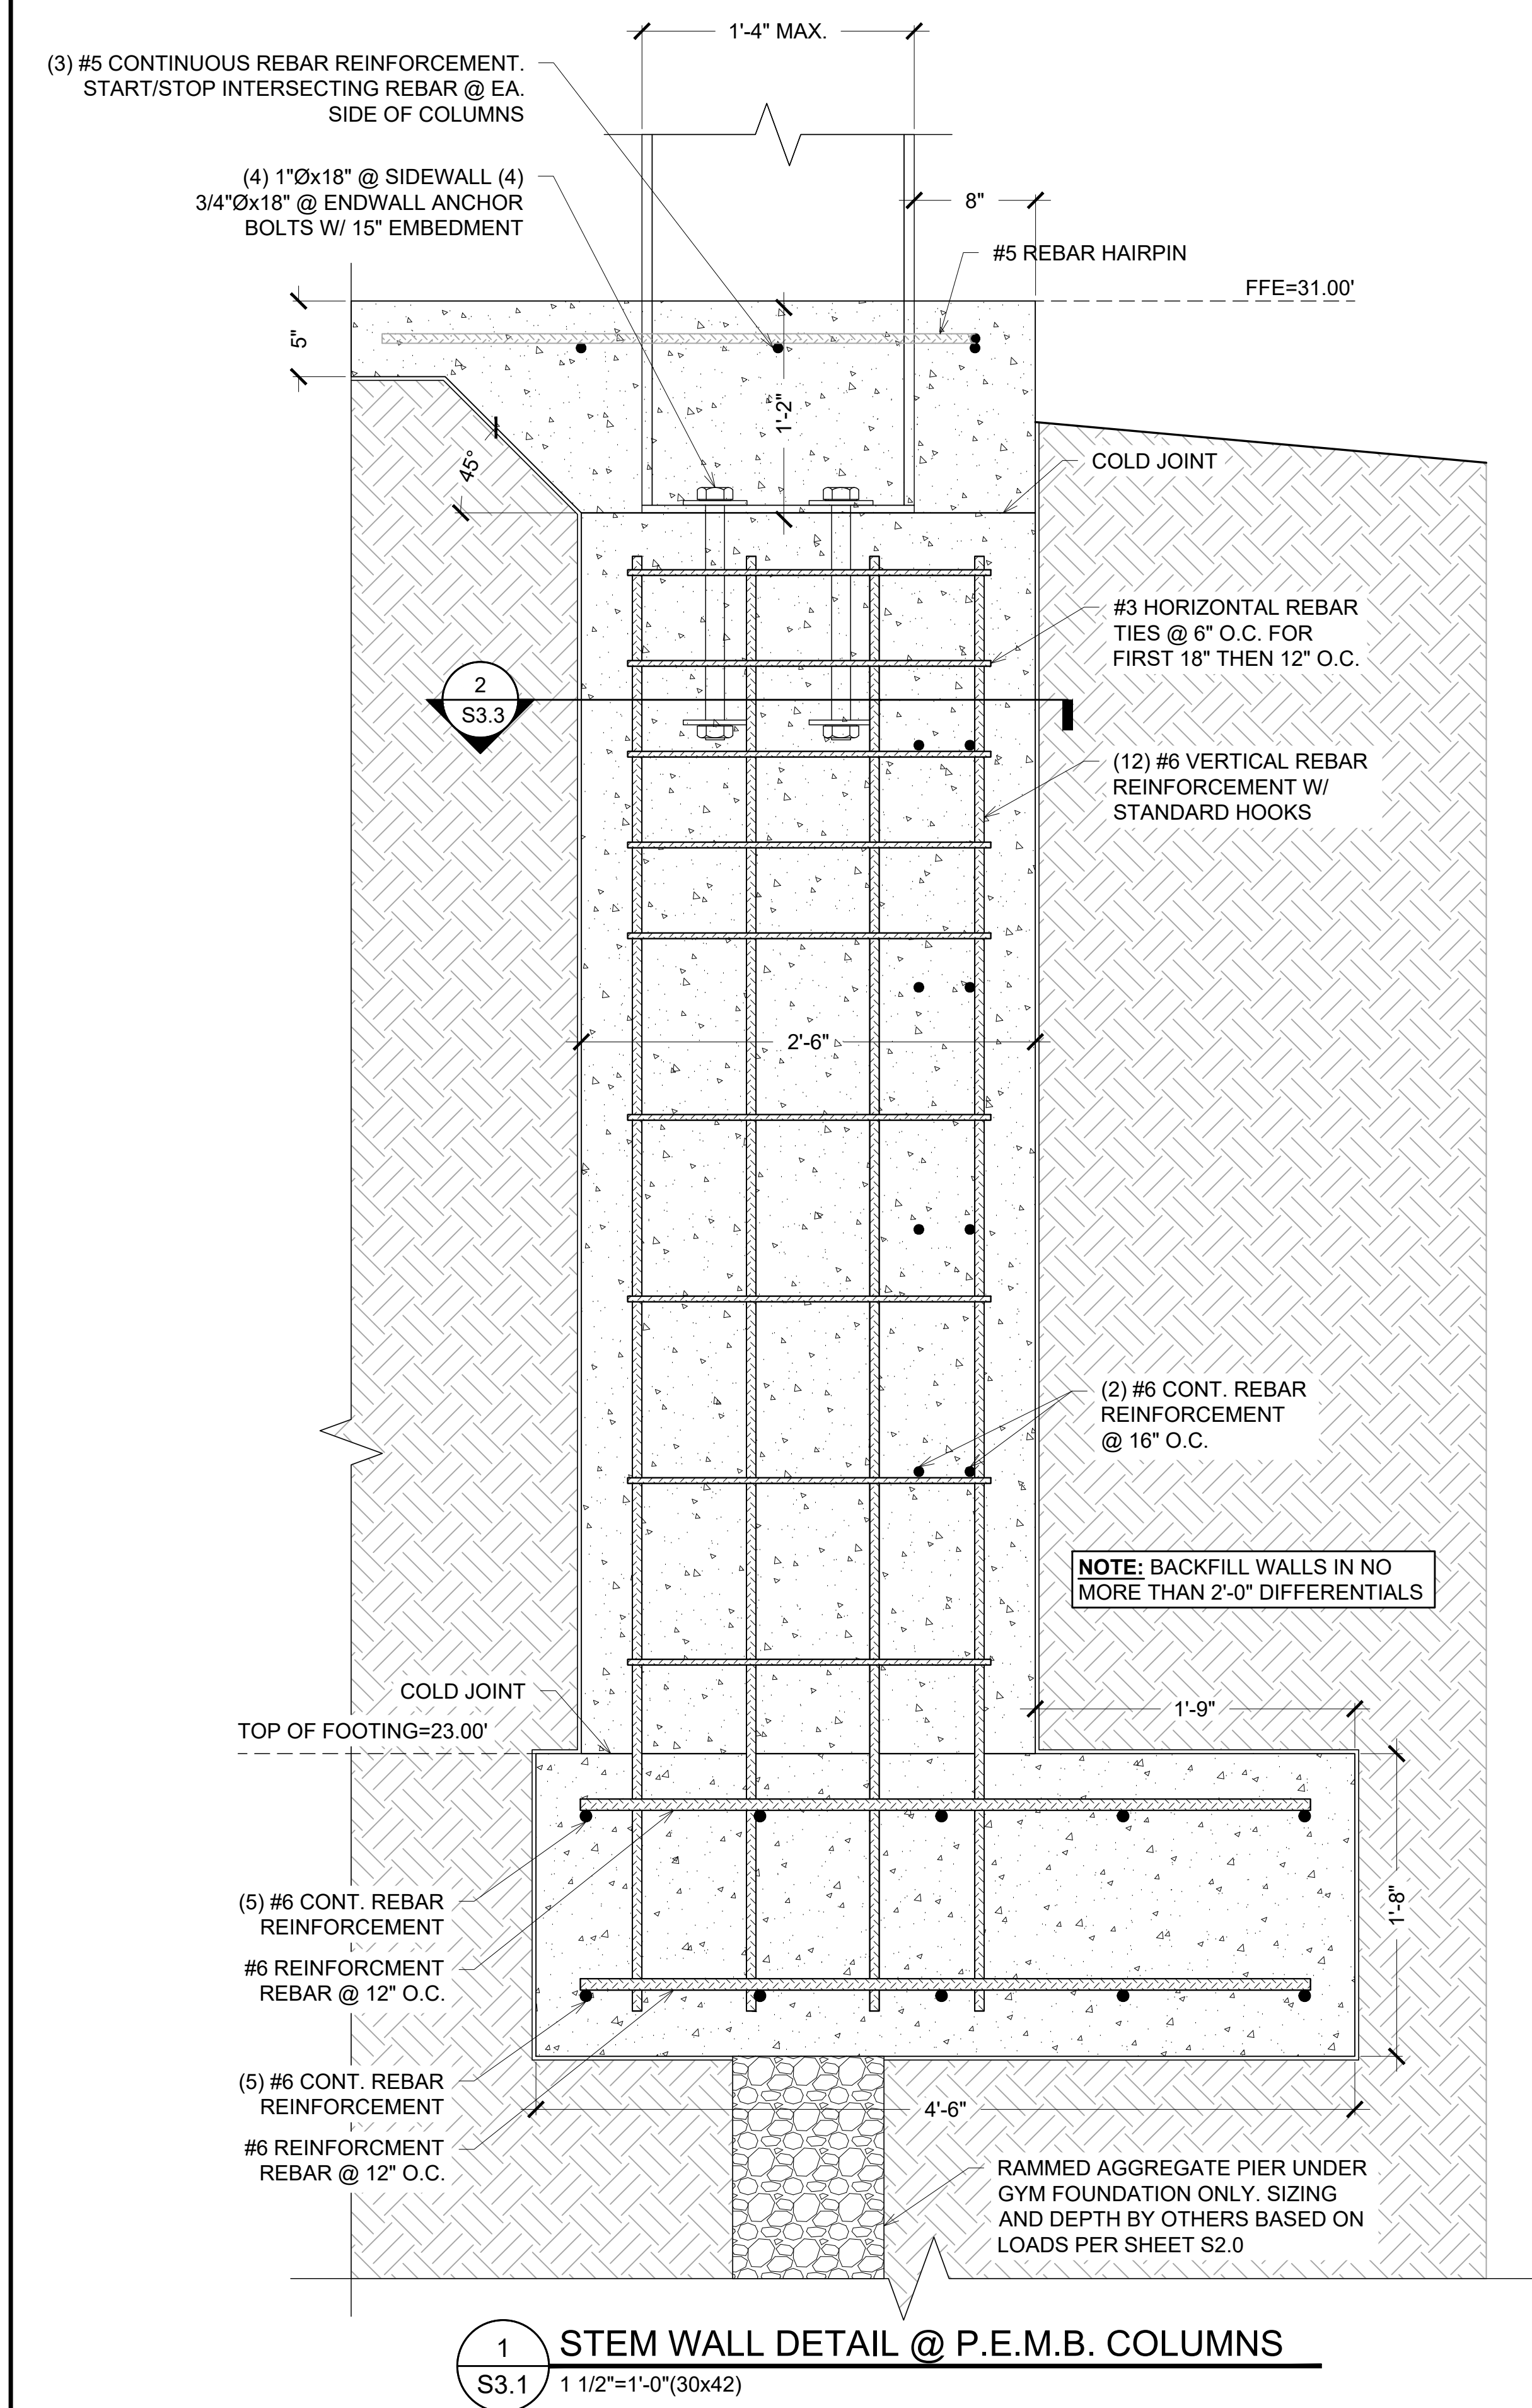 1'-4" MAX.
(3) #5 CONTINUOUS REBAR REINFORCEMENT.
START/STOP INTERSECTING REBAR @ EA.
SIDE OF COLUMNS
(4) 1"Øx18" @ SIDEWALL (4)
3/4"Øx18" @ ENDWALL ANCHOR
BOLTS W/ 15" EMBEDMENT
8"
#5 REBAR HAIRPIN
FFE=31.00'
5"
1'-2"
45°
COLD JOINT
#3 HORIZONTAL REBAR
TIES @ 6" O.C. FOR
FIRST 18" THEN 12" O.C.
2
S3.3
(12) #6 VERTICAL REBAR
REINFORCEMENT W/
STANDARD HOOKS
2'-6"
(2) #6 CONT. REBAR
REINFORCEMENT
@ 16" O.C.
NOTE: BACKFILL WALLS IN NO
MORE THAN 2'-0" DIFFERENTIALS
COLD JOINT
TOP OF FOOTING=23.00'
1'-9"
1'-8"
(5) #6 CONT. REBAR
REINFORCEMENT
#6 REINFORCMENT
REBAR @ 12" O.C.
(5) #6 CONT. REBAR
REINFORCEMENT
#6 REINFORCMENT
REBAR @ 12" O.C.
4'-6"
RAMMED AGGREGATE PIER UNDER
GYM FOUNDATION ONLY. SIZING
AND DEPTH BY OTHERS BASED ON
LOADS PER SHEET S2.0
1
S3.1
STEM WALL DETAIL @ P.E.M.B. COLUMNS
1 1/2"=1'-0"(30x42)